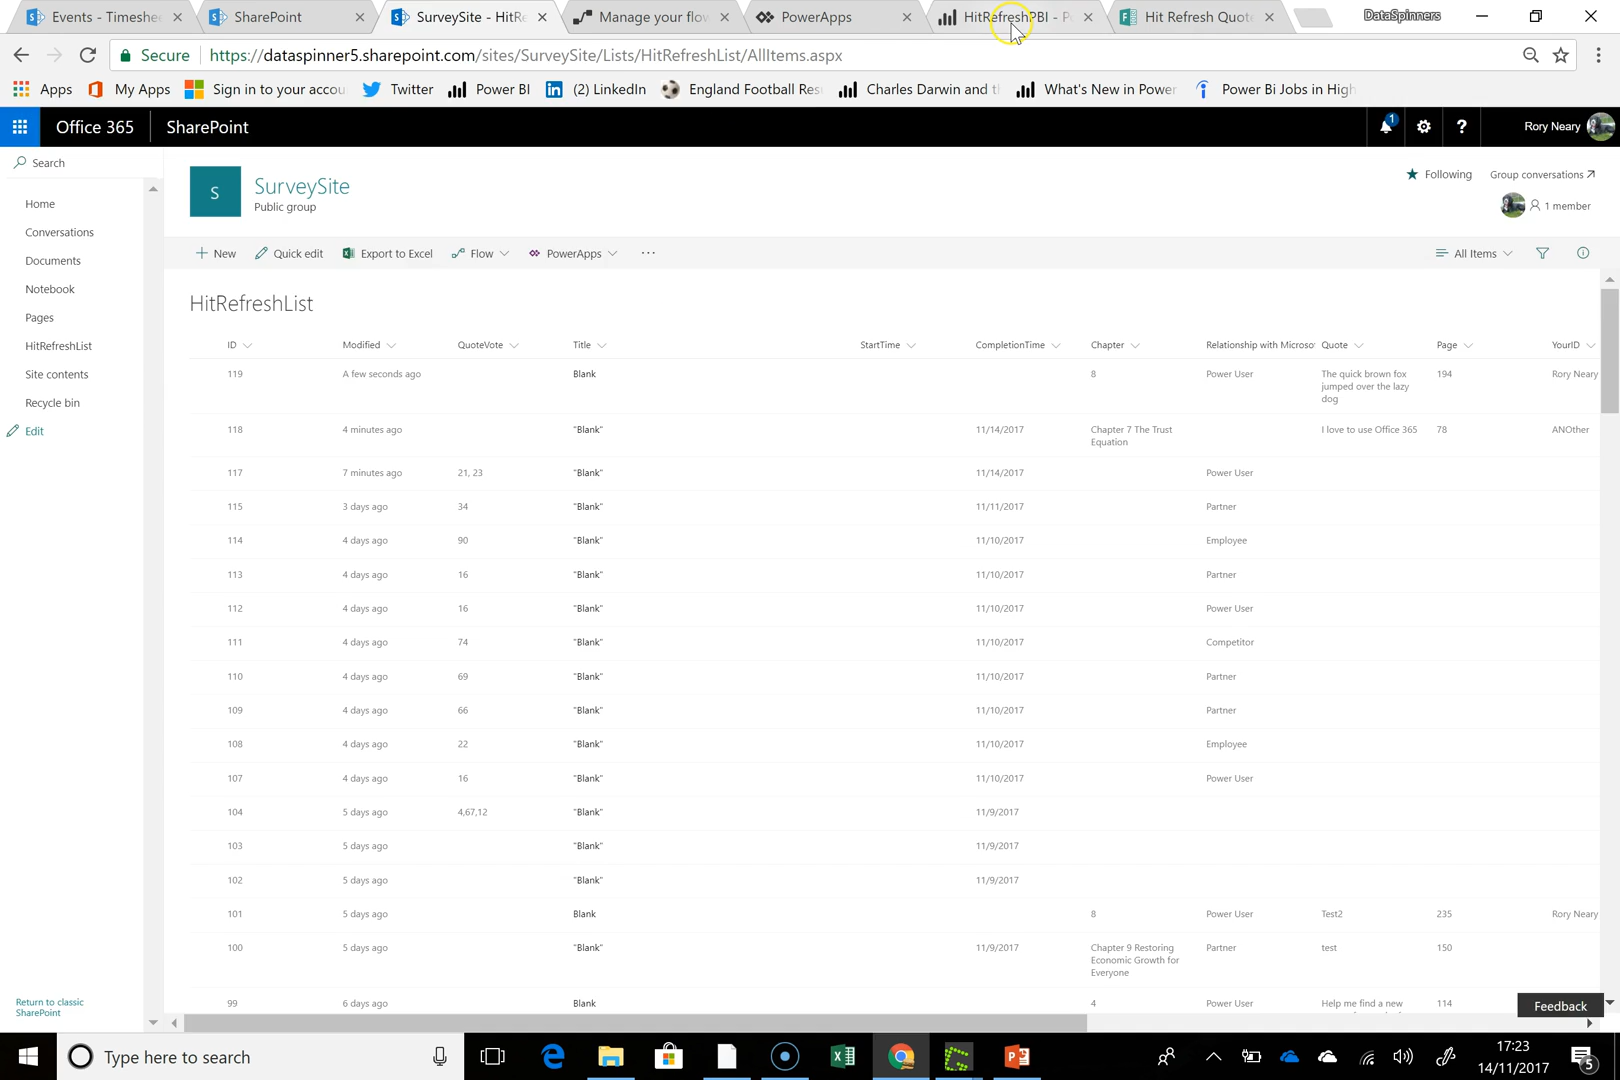 Events - Timeshee
SharePoint
SurveySite - HitRe
Manage your flow
PowerApps
HitRefreshPBI - Po
Hit Refresh Quote
DataSpinners
Secure
https://dataspinner5.sharepoint.com/sites/SurveySite/Lists/HitRefreshList/AllItems.aspx
Apps
My Apps
Sign in to your accou
Twitter
Power BI
(2) LinkedIn
England Football Res
Charles Darwin and t
What's New in Power
Power Bi Jobs in High
Office 365
SharePoint
1
?
Rory Neary
Search
Home
Conversations
Documents
Notebook
Pages
HitRefreshList
Site contents
Recycle bin
Edit
Return to classic
SharePoint
S
SurveySite
Public group
Following
Group conversations
1 member
New
Quick edit
Export to Excel
Flow
PowerApps
...
All Items
HitRefreshList
ID Modified QuoteVote Title StartTime CompletionTime Chapter Relationship with Microso Quote Page YourID
119 A few seconds ago Blank 8 Power User The quick brown fox 194 Rory Neary
jumped over the lazy
dog
118 4 minutes ago "Blank" 11/14/2017 Chapter 7 The Trust I love to use Office 365 78 ANOther
Equation
117 7 minutes ago 21, 23 "Blank" 11/14/2017 Power User
115 3 days ago 34 "Blank" 11/11/2017 Partner
114 4 days ago 90 "Blank" 11/10/2017 Employee
113 4 days ago 16 "Blank" 11/10/2017 Partner
112 4 days ago 16 "Blank" 11/10/2017 Power User
111 4 days ago 74 "Blank" 11/10/2017 Competitor
110 4 days ago 69 "Blank" 11/10/2017 Partner
109 4 days ago 66 "Blank" 11/10/2017 Partner
108 4 days ago 22 "Blank" 11/10/2017 Employee
107 4 days ago 16 "Blank" 11/10/2017 Power User
104 5 days ago 4,67,12 "Blank" 11/9/2017
103 5 days ago "Blank" 11/9/2017
102 5 days ago "Blank" 11/9/2017
101 5 days ago Blank 8 Power User Test2 235 Rory Neary
100 5 days ago "Blank" 11/9/2017 Chapter 9 Restoring Partner test 150
Economic Growth for
Everyone
99 6 days ago Blank 4 Power User Help me find a new 114
Feedback
Type here to search
17:23
14/11/2017
5